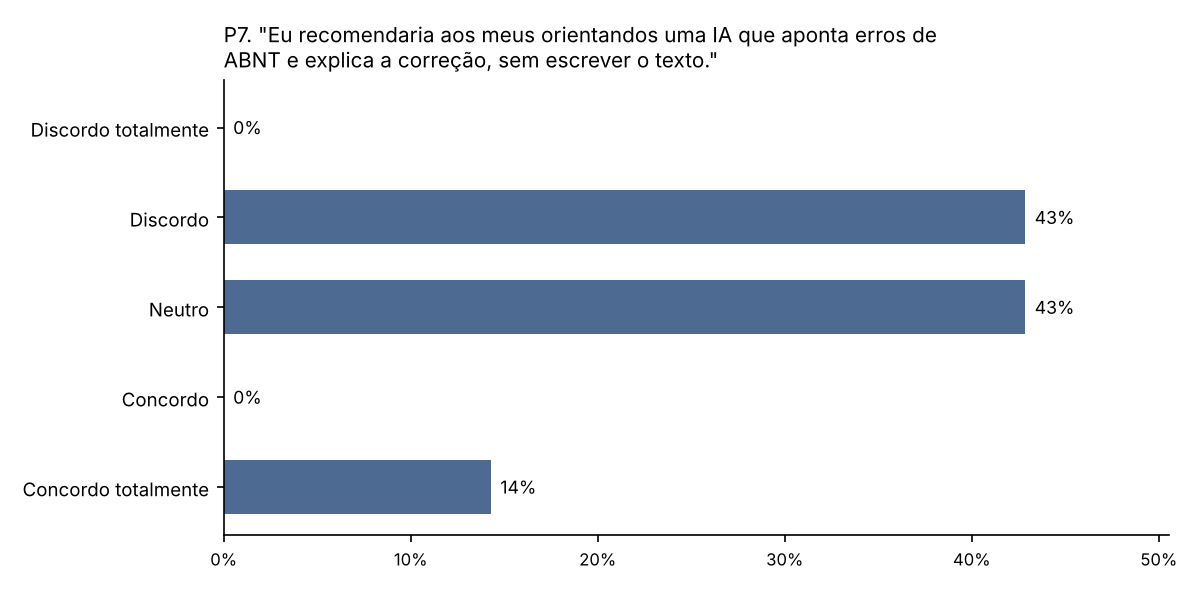 P7. "Eu recomendaria aos meus orientandos uma IA que aponta erros de
ABNT e explica a correção, sem escrever o texto."
Discordo totalmente 0%
Discordo 43%
Neutro 43%
Concordo 0%
Concordo totalmente 14%
0% 10% 20% 30% 40% 50%